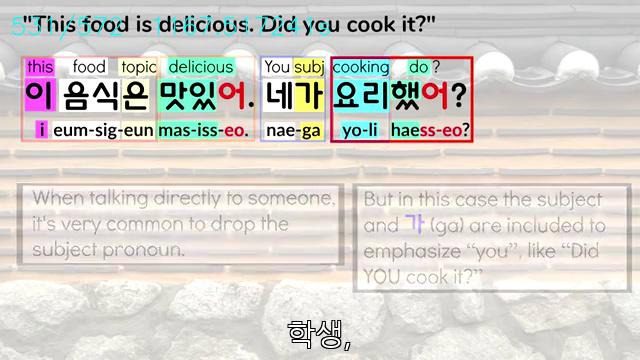 "This food is delicious. Did you cook it?"
this food topic delicious You subj cooking do ?
이 음식은 맛있어. 네가 요리했어?
i eum-sig-eun mas-iss-eo. nae-ga yo-li haess-eo?
When talking directly to someone,
it's very common to drop the
subject pronoun.
But in this case the subject
and 가 (ga) are included to
emphasize "you", like "Did
YOU cook it?"
학생,